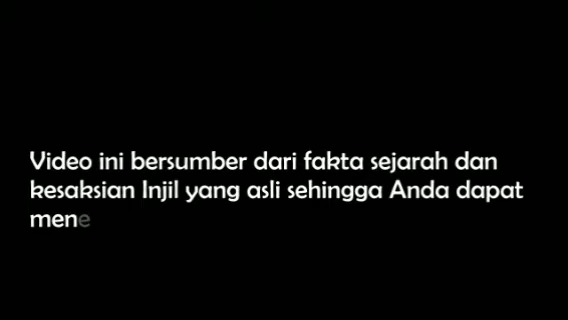 Video ini bersumber dari fakta sejarah dan
kesaksian Injil yang asli sehingga Anda dapat
mene